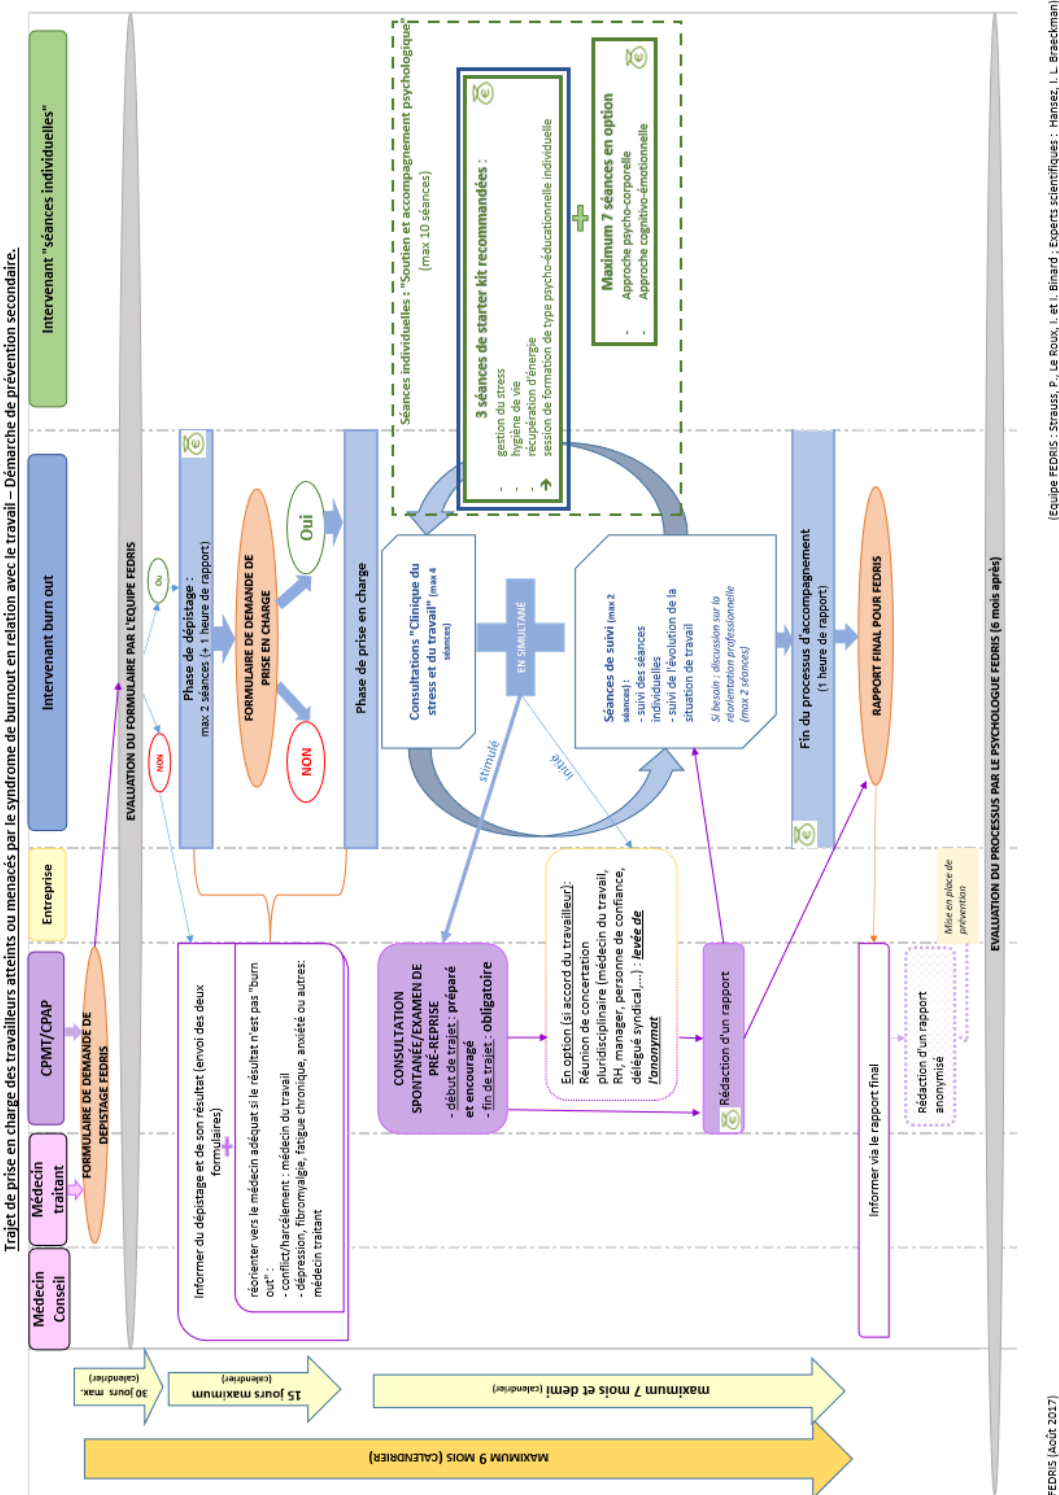 Trajet de prise en charge des travailleurs atteints ou menacés par le syndrome de burnout en relation avec le travail – Démarche de prévention secondaire.
Médecin
Conseil
Médecin
traitant
CPMT/CPAP
Entreprise
Intervenant burn out
Intervenant "séances individuelles"
FORMULAIRE DE DEMANDE DE
DEPISTAGE FEDRIS
30 jours max.
(calendrier)
EVALUATION DU FORMULAIRE PAR L'EQUIPE FEDRIS
NON
Ou
15 jours maximum
(calendrier)
Informer du dépistage et de son résultat (envoi des deux
formulaires)
réorienter vers le médecin adéquat si le résultat n'est pas "burn
out" :
- conflict/harcélement : médecin du travail
- dépression, fibromyalgie, fatigue chronique, anxiété ou autres:
médecin traitant
Phase de dépistage :
max 2 séances (+ 1 heure de rapport)
e
FORMULAIRE DE DEMANDE DE
PRISE EN CHARGE
NON
Oui
Phase de prise en charge
maximum 7 mois et demi (calendrier)
MAXIMUM 9 MOIS (CALENDRIER)
Consultations "Clinique du
stress et du travail" (max 4
séances)
Séances individuelles : "Soutien et accompagnement psychologique"
(max 10 séances)
3 séances de starter kit recommandées :
e
- gestion du stress
- hygiène de vie
- récupération d'énergie
→ session de formation de type psycho-éducationnelle individuelle
Maximum 7 séances en option
e
- Approche psycho-corporelle
- Approche cognitivo-émotionnelle
EN SIMULTANÉ
stimulé
initié
CONSULTATION
SPONTANÉE/EXAMEN DE
PRÉ-REPRISE
- début de trajet : préparé
et encouragé
- fin de trajet : obligatoire
En option (si accord du travailleur):
Réunion de concertation
pluridisciplinaire (médecin du travail,
RH, manager, personne de confiance,
délégué syndical,...) : levée de
l'anonymat
Séances de suivi (max 2
séances) :
- suivi des séances
individuelles
- suivi de l'évolution de la
situation de travail
Si besoin : discussion sur la
réorientation professionnelle
(max 2 séances)
e
Rédaction d'un rapport
e
Fin du processus d'accompagnement
(1 heure de rapport)
RAPPORT FINAL POUR FEDRIS
Informer via le rapport final
Rédaction d'un rapport
anonymisé
Mise en place de
prévention
EVALUATION DU PROCESSUS PAR LE PSYCHOLOGUE FEDRIS (6 mois après)
FEDRIS (Août 2017)
(Equipe FEDRIS : Strauss, P., Le Roux, I. et I. Binard ; Experts scientifiques : Hansez, I. L. Braeckman)